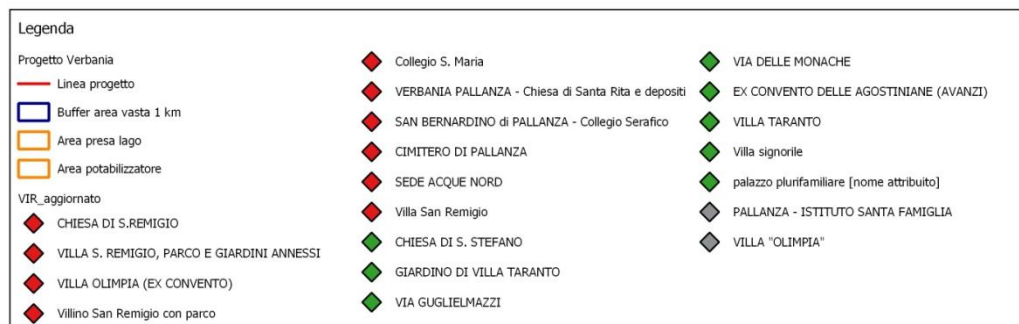 Legenda
Progetto Verbania
Linea progetto
Buffer area vasta 1 km
Area presa lago
Area potabilizzatore
VIR_aggiornato
CHIESA DI S.REMIGIO
VILLA S. REMIGIO, PARCO E GIARDINI ANNESSI
VILLA OLIMPIA (EX CONVENTO)
Villino San Remigio con parco
Collegio S. Maria
VERBANIA PALLANZA - Chiesa di Santa Rita e depositi
SAN BERNARDINO di PALLANZA - Collegio Serafico
CIMITERO DI PALLANZA
SEDE ACQUE NORD
Villa San Remigio
CHIESA DI S. STEFANO
GIARDINO DI VILLA TARANTO
VIA GUGLIELMAZZI
VIA DELLE MONACHE
EX CONVENTO DELLE AGOSTINIANE (AVANZI)
VILLA TARANTO
Villa signorile
palazzo plurifamiliare [nome attribuito]
PALLANZA - ISTITUTO SANTA FAMIGLIA
VILLA "OLIMPIA"